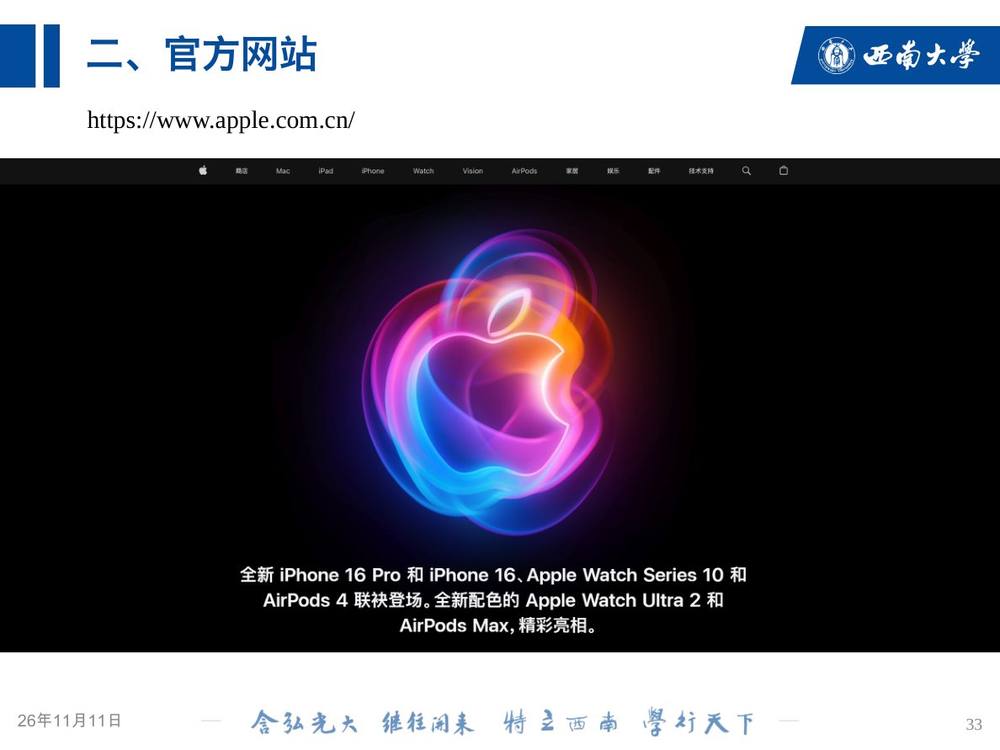 二、官方网站
西南大学
https://www.apple.com.cn/
商店 Mac iPad iPhone Watch Vision AirPods 家居 娱乐 配件 技术支持
全新 iPhone 16 Pro 和 iPhone 16、Apple Watch Series 10 和
AirPods 4 联袂登场。全新配色的 Apple Watch Ultra 2 和
AirPods Max，精彩亮相。
26年11月11日
含弘光大 继往开来 特立西南 學行天下
33